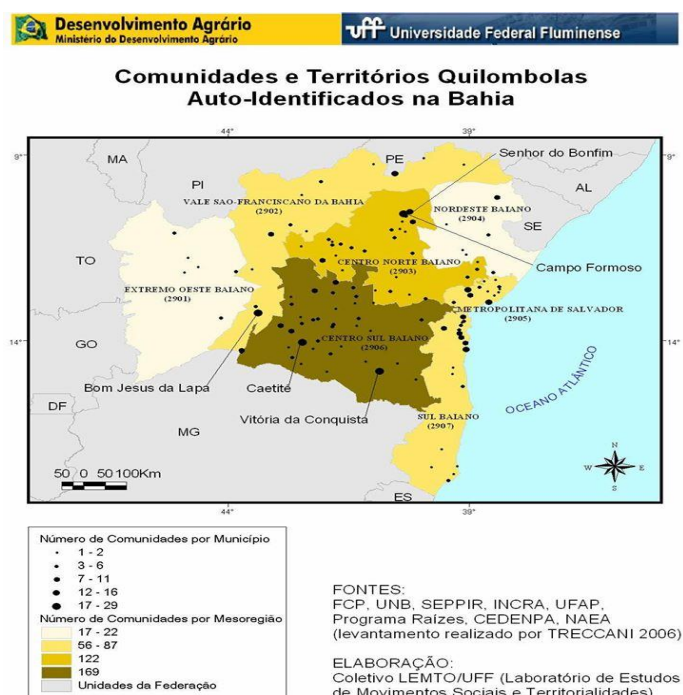 Desenvolvimento Agrário
Ministério do Desenvolvimento Agrário
uff Universidade Federal Fluminense
Comunidades e Territórios Quilombolas
Auto-Identificados na Bahia
44°
39°
9°
9°
MA
PE
Senhor do Bonfim
PI
AL
VALE SAO-FRANCISCANO DA BAHIA
(2902)
NORDESTE BAIANO
(2904)
SE
TO
CENTRO NORTE BAIANO
(2903)
Campo Formoso
EXTREMO OESTE BAIANO
(2901)
METROPOLITANA DE SALVADOR
(2905)
14°
14°
GO
CENTRO SUL BAIANO
(2906)
Bom Jesus da Lapa
Caetité
OCEANO ATLÂNTICO
DF
Vitória da Conquista
SUL BAIANO
(2907)
MG
N
W
E
S
50 0 50 100Km
ES
44°
39°
Número de Comunidades por Município
1 - 2
3 - 6
7 - 11
12 - 16
17 - 29
Número de Comunidades por Mesoregião
17 - 22
56 - 87
122
169
Unidades da Federação
FONTES:
FCP, UNB, SEPPIR, INCRA, UFAP,
Programa Raízes, CEDENPA, NAEA
(levantamento realizado por TRECCANI 2006)
ELABORAÇÃO:
Coletivo LEMTO/UFF (Laboratório de Estudos
de Movimentos Sociais e Territorialidades)